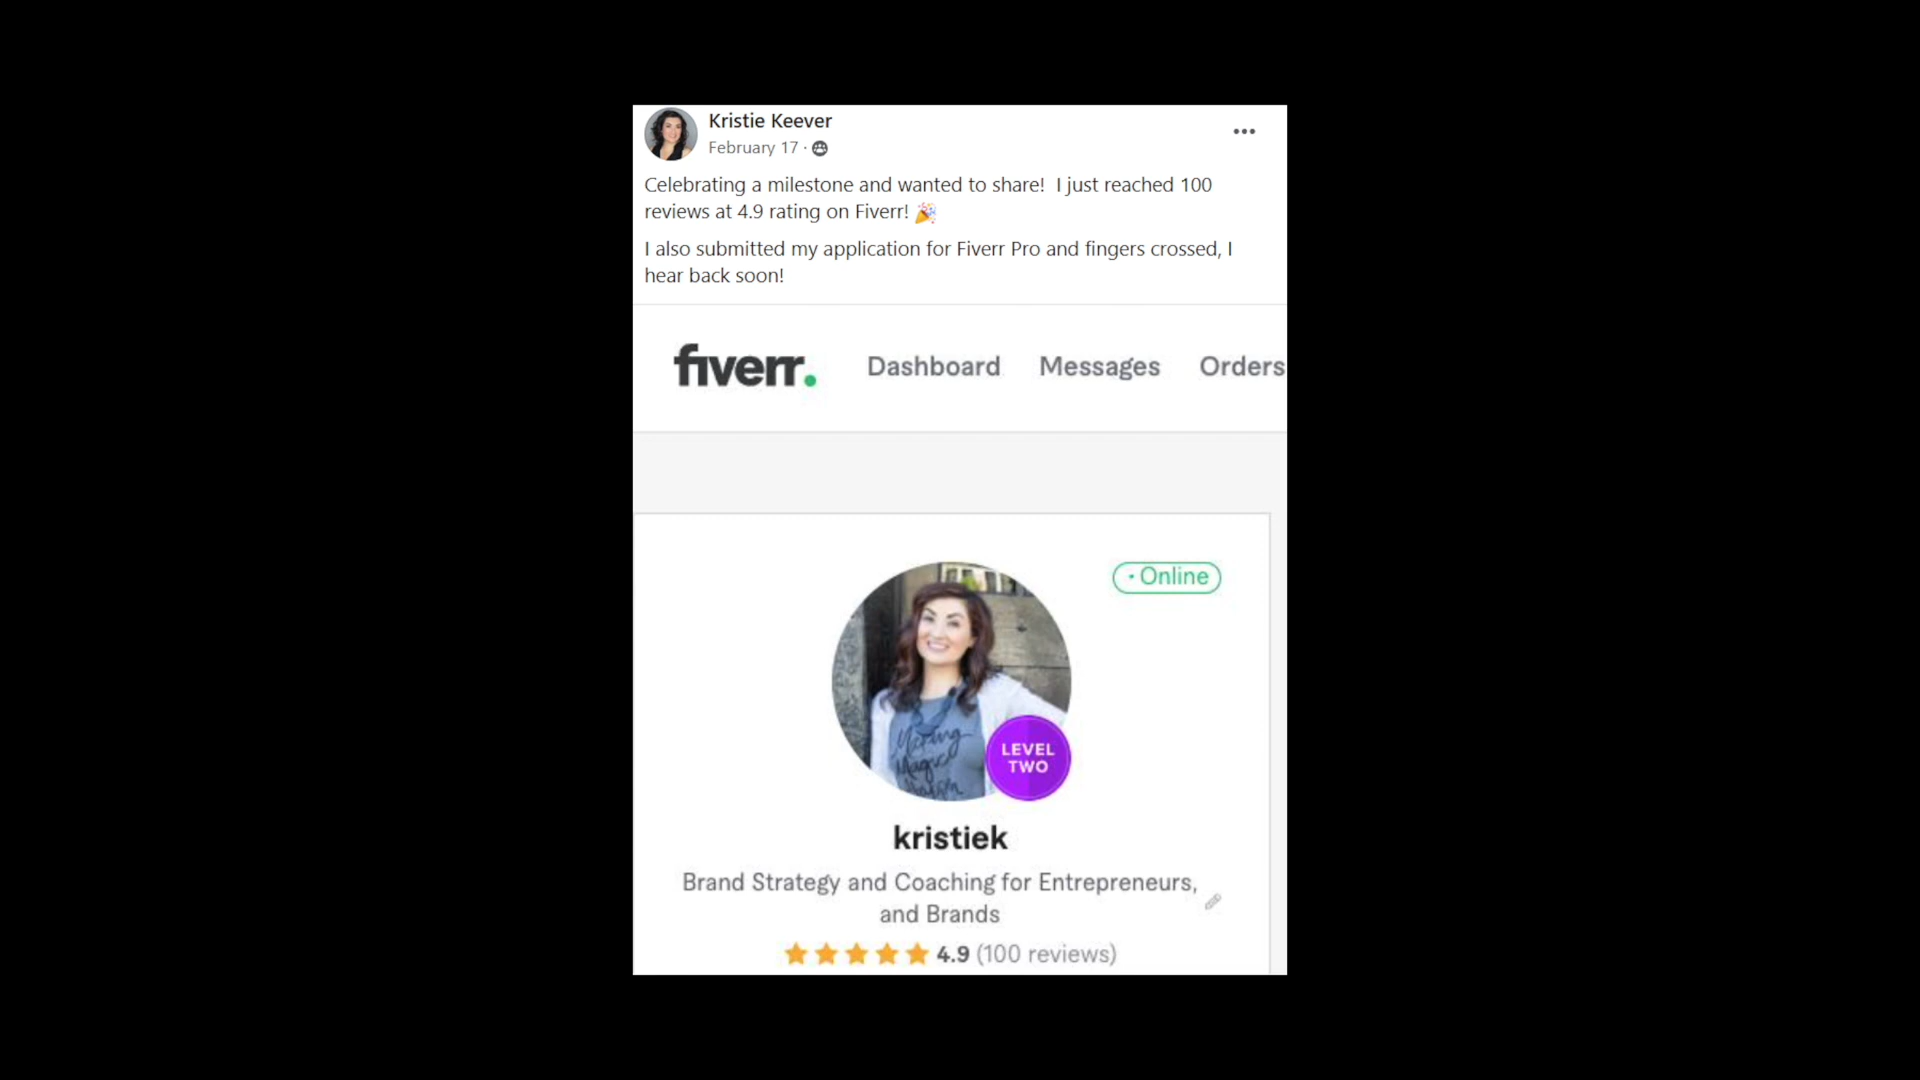 Kristie Keever
February 17 ·
Celebrating a milestone and wanted to share!  I just reached 100
reviews at 4.9 rating on Fiverr! 🎉
I also submitted my application for Fiverr Pro and fingers crossed, I
hear back soon!
fiverr.
Dashboard Messages Orders
· Online
Making
Magic
LEVEL
TWO
kristiek
Brand Strategy and Coaching for Entrepreneurs,
and Brands
4.9 (100 reviews)